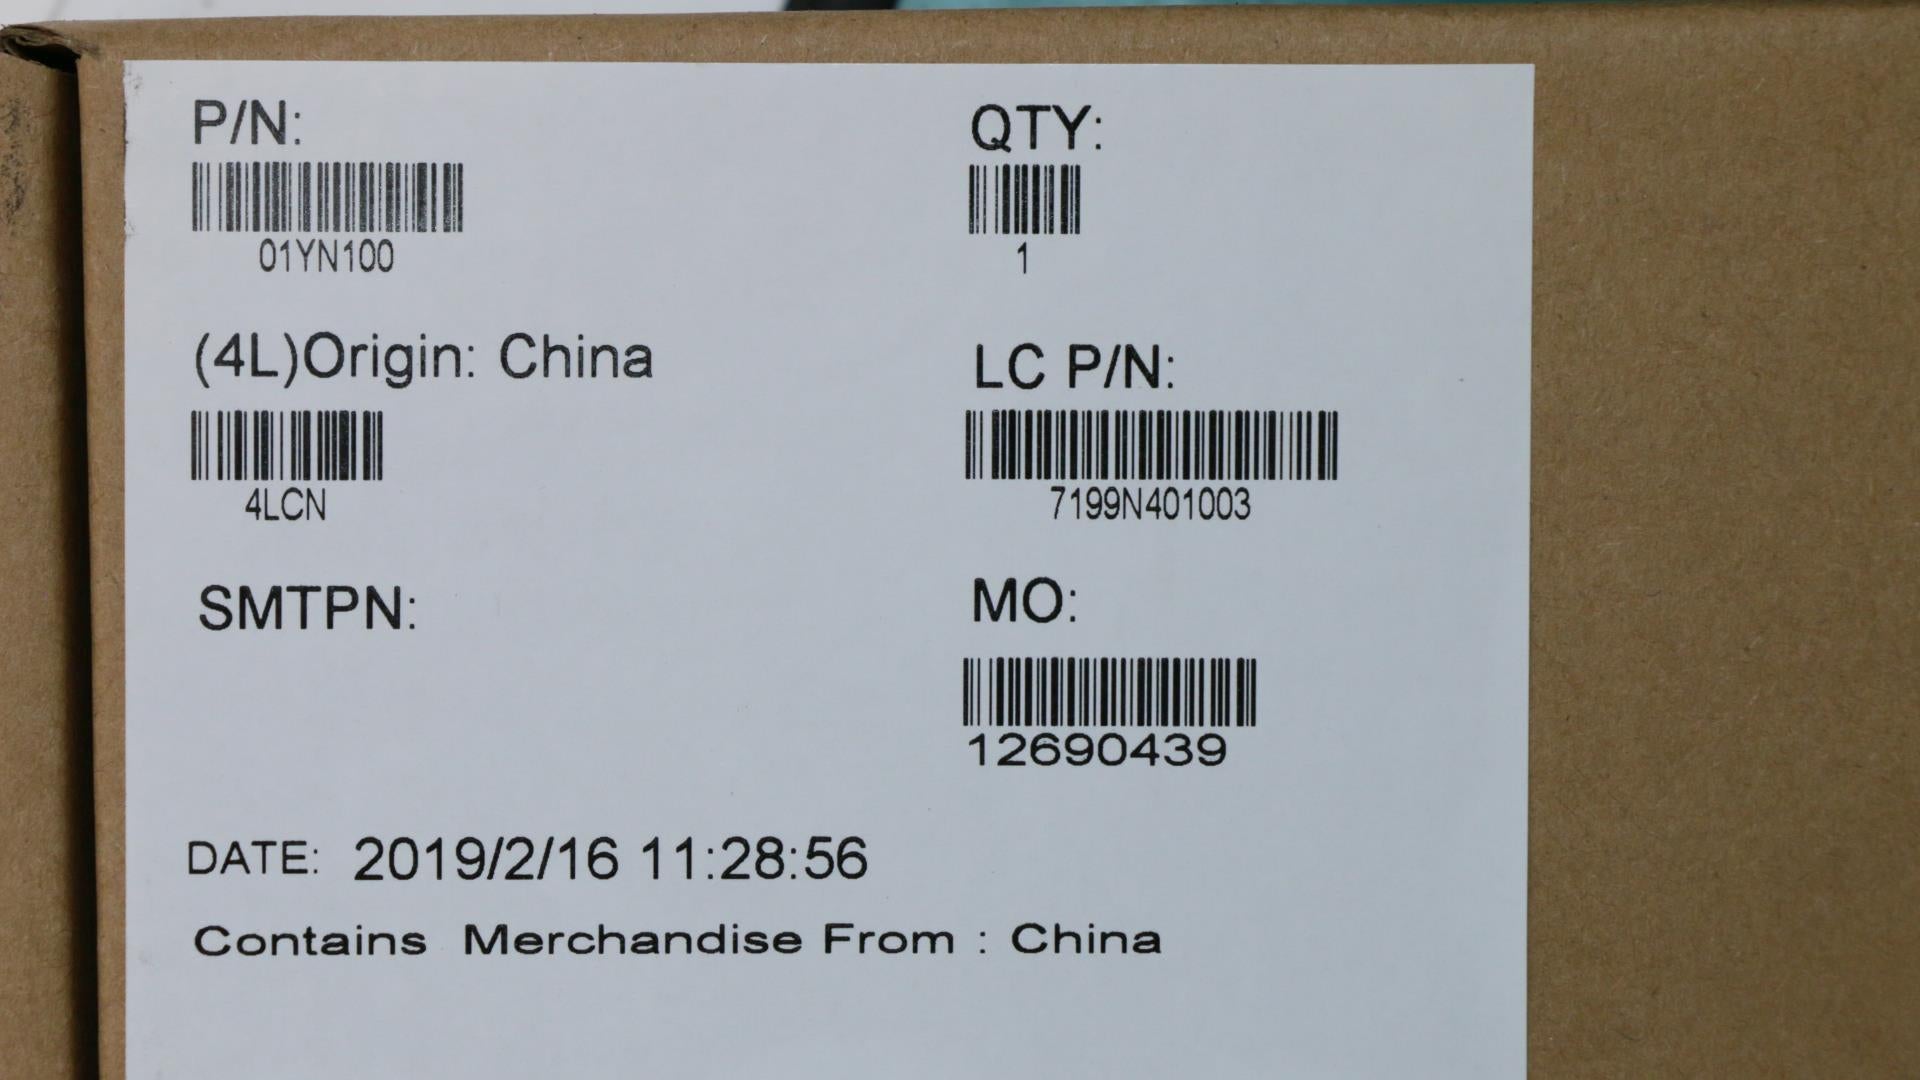 P/N:
QTY:
01YN100
1
(4L)Origin: China
LC P/N:
4LCN
7199N401003
SMTPN:
MO:
12690439
DATE: 2019/2/16 11:28:56
Contains Merchandise From : China